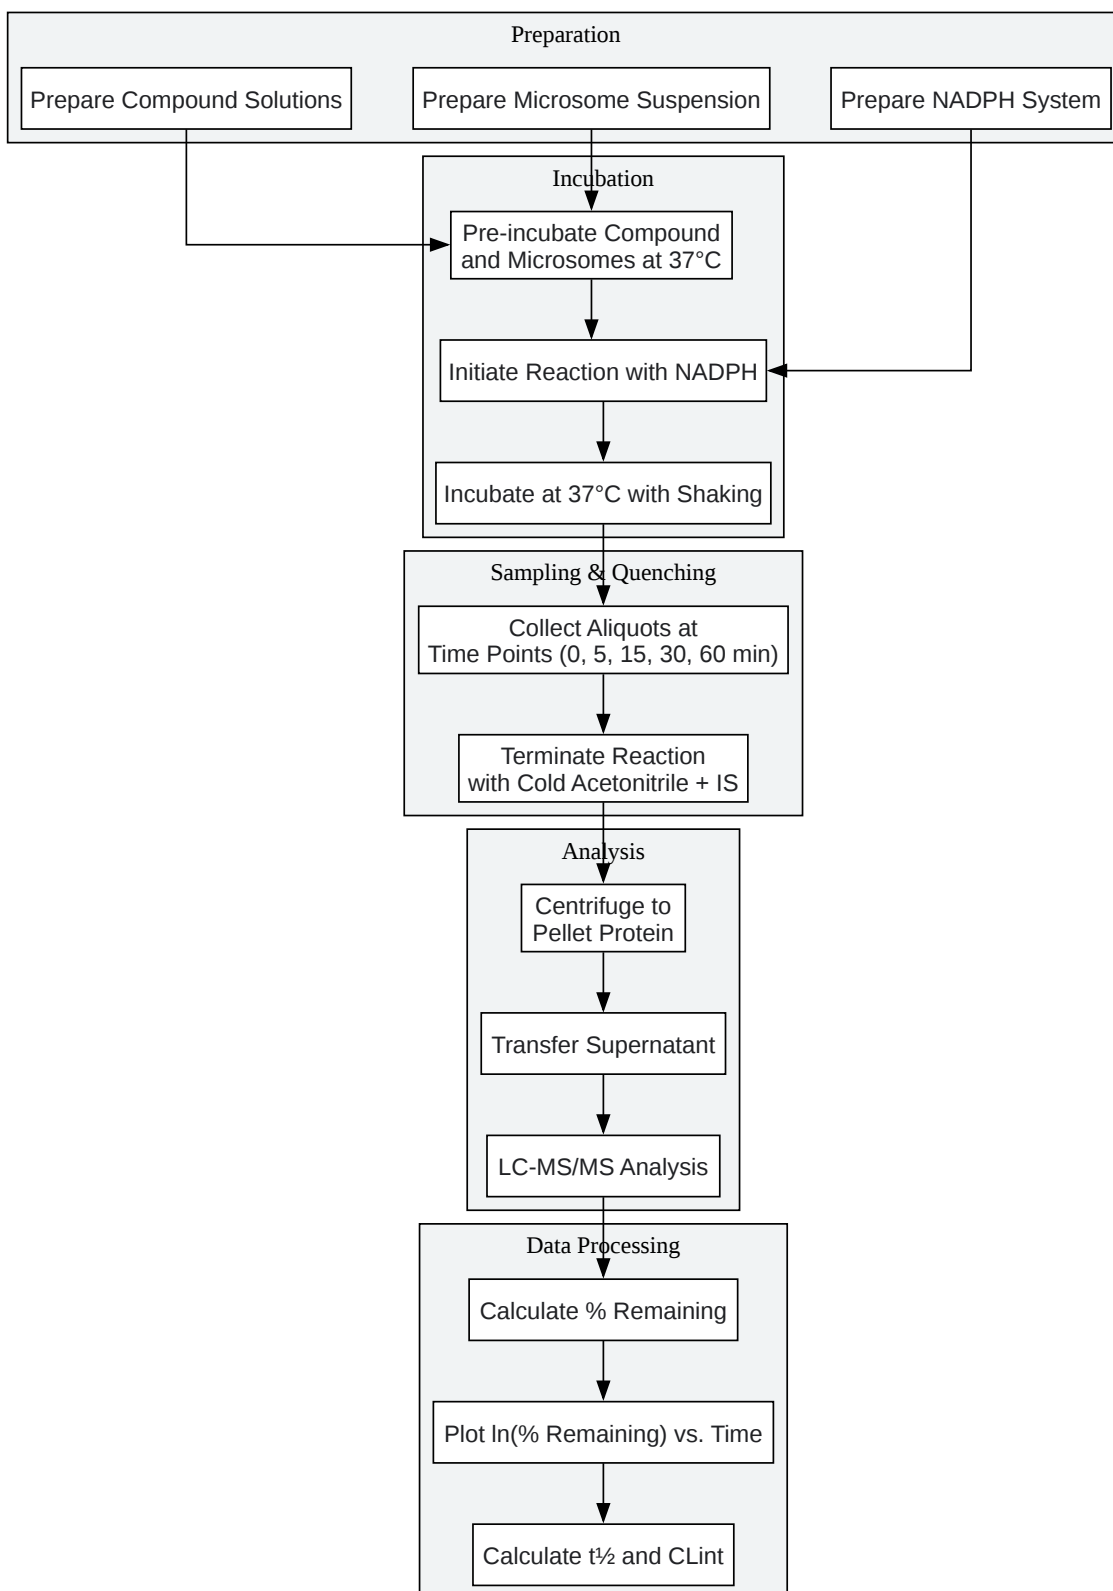 Preparation
Prepare Compound Solutions
Prepare Microsome Suspension
Prepare NADPH System
Incubation
Pre-incubate Compound
and Microsomes at 37°C
Initiate Reaction with NADPH
Incubate at 37°C with Shaking
Sampling & Quenching
Collect Aliquots at
Time Points (0, 5, 15, 30, 60 min)
Terminate Reaction
with Cold Acetonitrile + IS
Analysis
Centrifuge to
Pellet Protein
Transfer Supernatant
LC-MS/MS Analysis
Data Processing
Calculate % Remaining
Plot ln(% Remaining) vs. Time
Calculate t½ and CLint